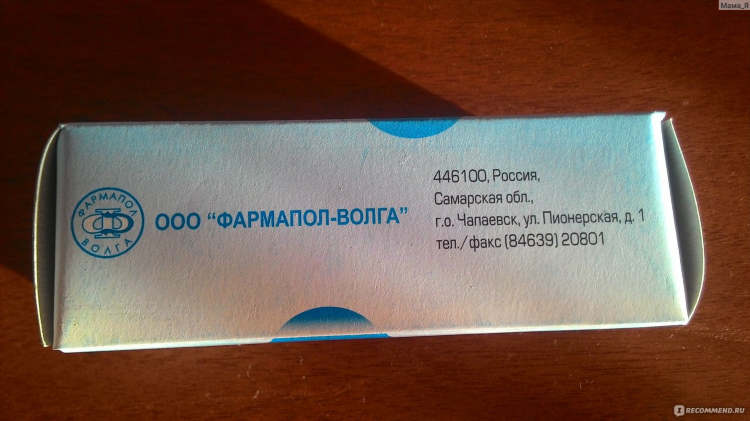 Мама_Я
ФАРМАПОЛ
ВОЛГА
ООО "ФАРМАПОЛ-ВОЛГА"
446100, Россия,
Самарская обл.,
г.о. Чапаевск, ул. Пионерская, д. 1
тел./факс (84639) 20801
IRECOMMEND.RU